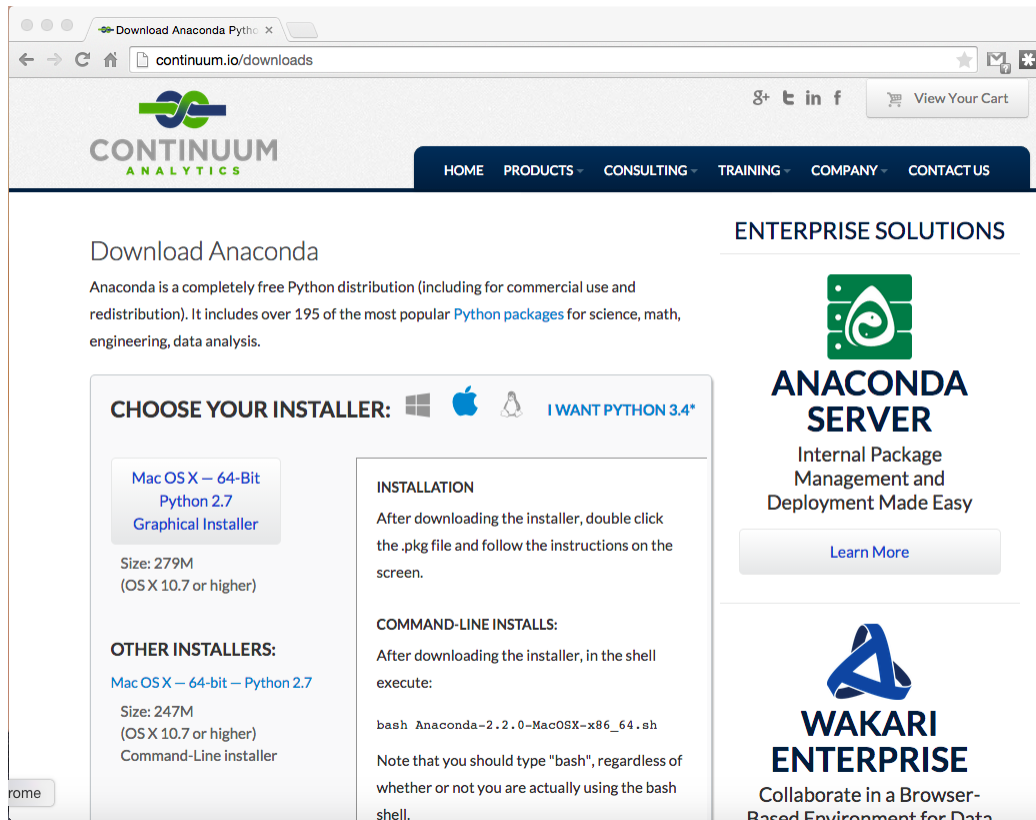 Download Anaconda Pytho
continuum.io/downloads
g+ t in f
View Your Cart
CONTINUUM
ANALYTICS
HOME PRODUCTS CONSULTING TRAINING COMPANY CONTACT US
Download Anaconda
Anaconda is a completely free Python distribution (including for commercial use and
redistribution). It includes over 195 of the most popular Python packages for science, math,
engineering, data analysis.
CHOOSE YOUR INSTALLER:
I WANT PYTHON 3.4*
Mac OS X — 64-Bit
Python 2.7
Graphical Installer
Size: 279M
(OS X 10.7 or higher)
OTHER INSTALLERS:
Mac OS X — 64-bit — Python 2.7
Size: 247M
(OS X 10.7 or higher)
Command-Line installer
INSTALLATION
After downloading the installer, double click
the .pkg file and follow the instructions on the
screen.
COMMAND-LINE INSTALLS:
After downloading the installer, in the shell
execute:
bash Anaconda-2.2.0-MacOSX-x86_64.sh
Note that you should type "bash", regardless of
whether or not you are actually using the bash
shell.
ENTERPRISE SOLUTIONS
ANACONDA
SERVER
Internal Package
Management and
Deployment Made Easy
Learn More
WAKARI
ENTERPRISE
Collaborate in a Browser-
Based Environment for Data
rome